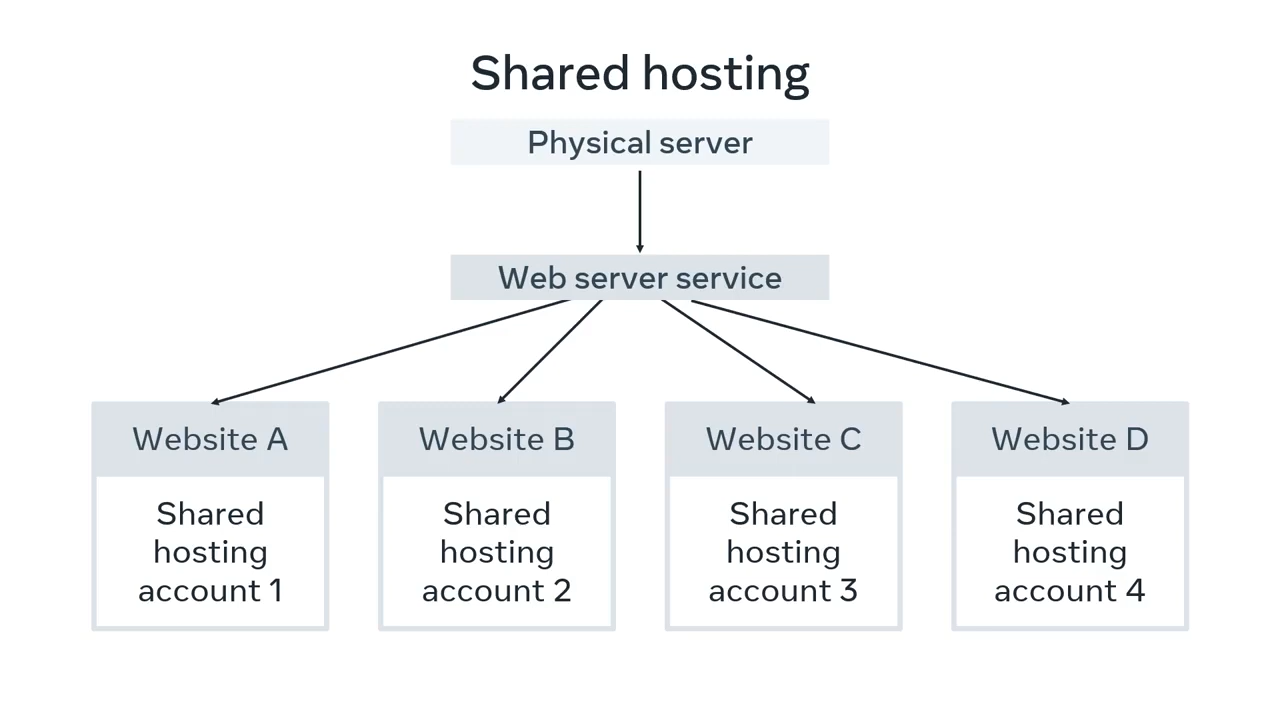 Shared hosting
Physical server
Web server service
Website A
Shared
hosting
account 1
Website B
Shared
hosting
account 2
Website C
Shared
hosting
account 3
Website D
Shared
hosting
account 4